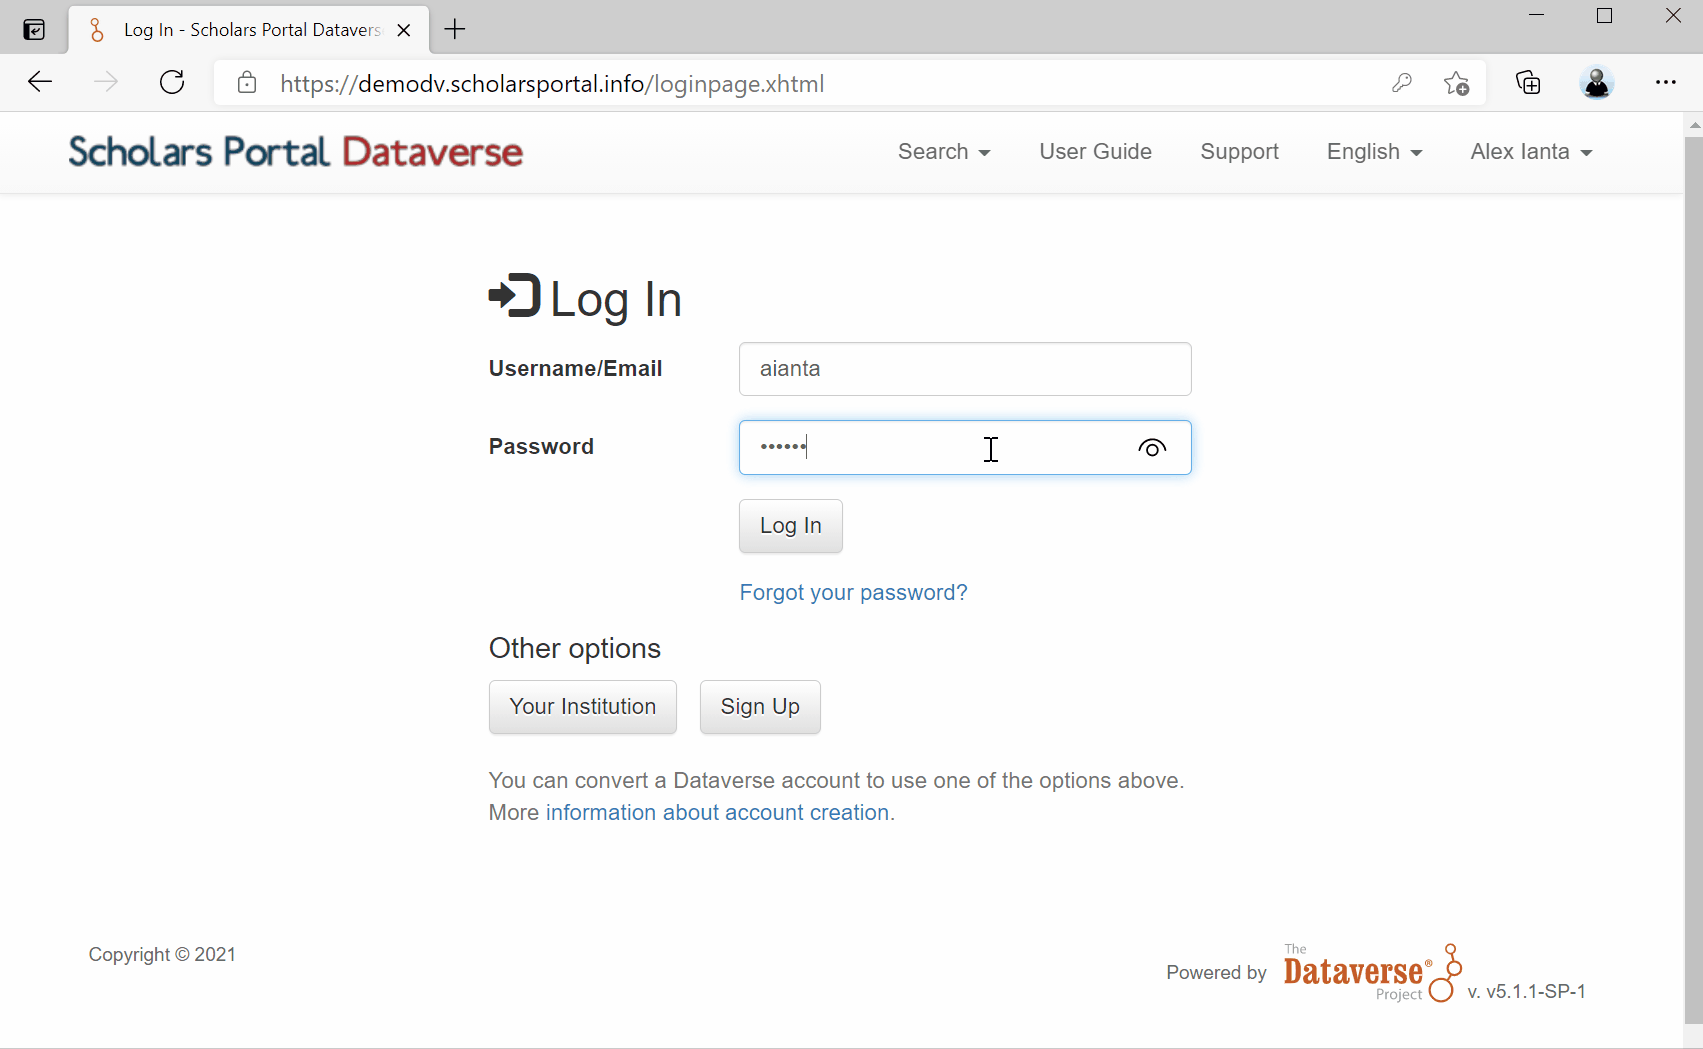 Log In - Scholars Portal Datavers
https://demodv.scholarsportal.info/loginpage.xhtml
Scholars Portal Dataverse
Search
User Guide
Support
English
Alex Ianta
Log In
Username/Email
aianta
Password
••••••
Log In
Forgot your password?
Other options
Your Institution
Sign Up
You can convert a Dataverse account to use one of the options above.
More information about account creation.
Copyright © 2021
Powered by
The
Dataverse®
Project
v. v5.1.1-SP-1